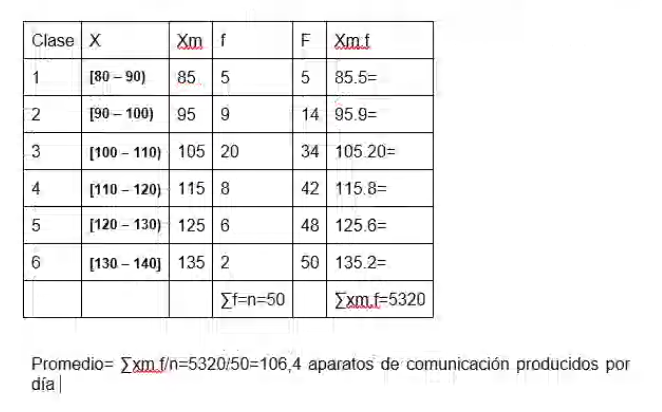 Clase X Xm f F Xm.f
1 [80 – 90) 85 5 5 85.5=
2 [90 – 100) 95 9 14 95.9=
3 [100 – 110) 105 20 34 105.20=
4 [110 – 120) 115 8 42 115.8=
5 [120 – 130) 125 6 48 125.6=
6 [130 – 140] 135 2 50 135.2=
∑f=n=50 ∑xm.f=5320
Promedio= ∑xm.f/n=5320/50=106,4 aparatos de comunicación producidos por
día